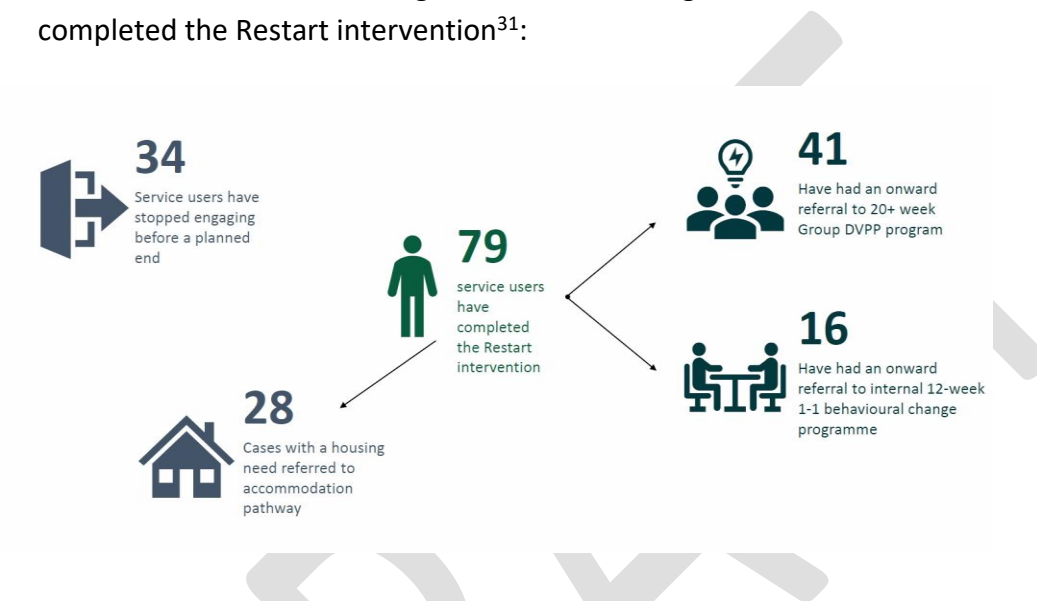 completed the Restart intervention31:
34
Service users have
stopped engaging
before a planned
end
79
service users
have
completed
the Restart
intervention
41
Have had an onward
referral to 20+ week
Group DVPP program
16
Have had an onward
referral to internal 12-week
1-1 behavioural change
programme
28
Cases with a housing
need referred to
accommodation
pathway